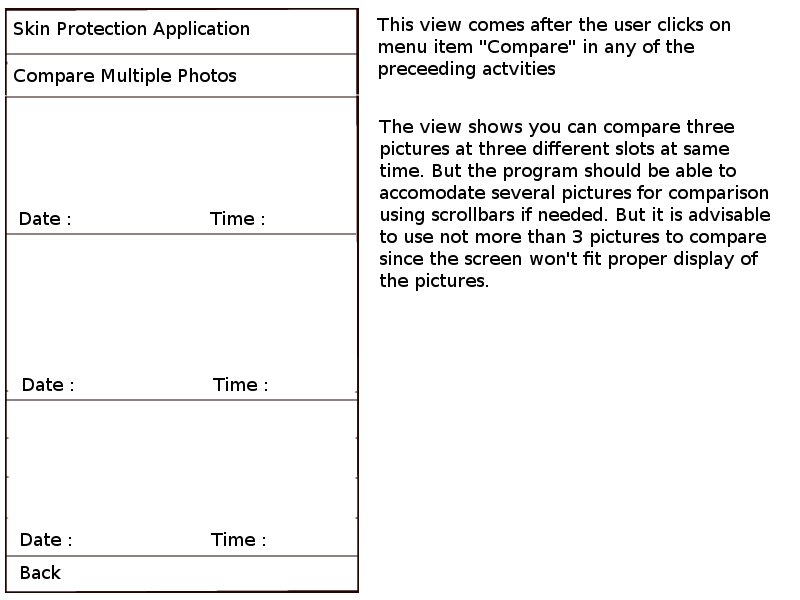 Skin Protection Application
Compare Multiple Photos
Date :
Time :
Date :
Time :
Date :
Time :
Back
This view comes after the user clicks on
menu item "Compare" in any of the
preceeding actvities
The view shows you can compare three
pictures at three different slots at same
time. But the program should be able to
accomodate several pictures for comparison
using scrollbars if needed. But it is advisable
to use not more than 3 pictures to compare
since the screen won't fit proper display of
the pictures.